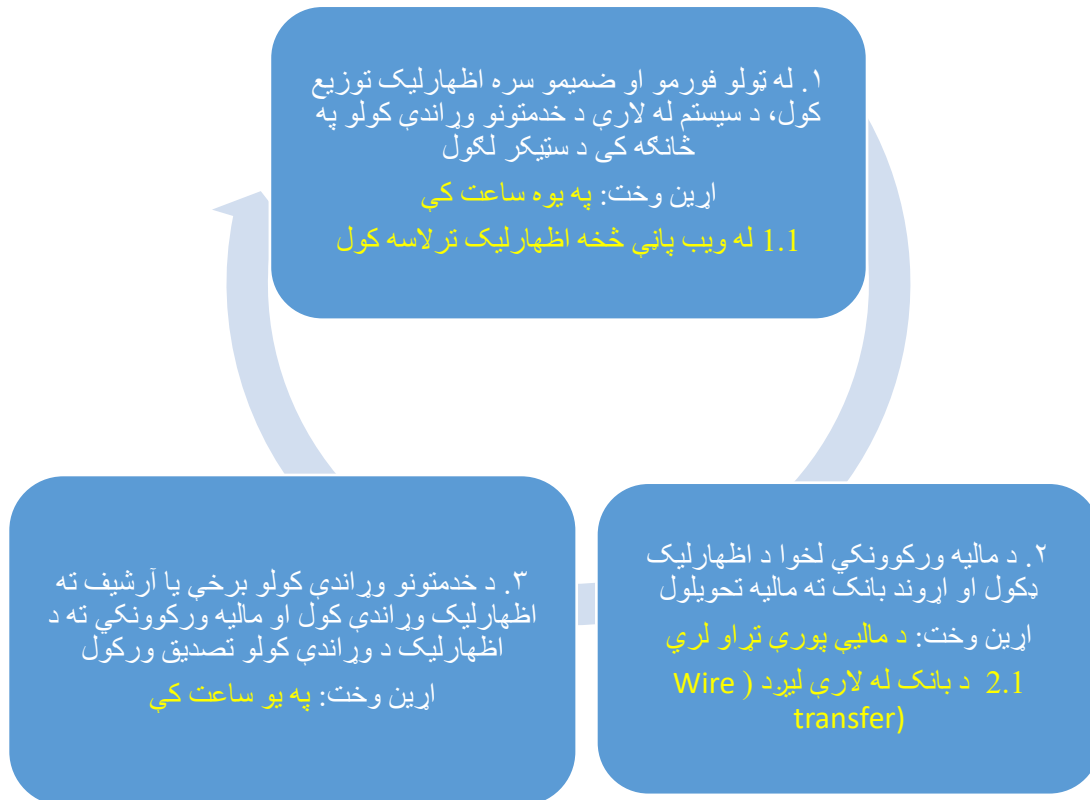 ۱. له ټولو فورمو او ضمیمو سره اظهارلیک توزیع
کول، د سیستم له لارې د خدمتونو وړاندې کولو په
څانګه کی د سټیکر لګول
اړین وخت: په یوه ساعت کې
1.1 له ویب پاڼې څخه اظهارلیک ترلاسه کول
۲. د مالیه ورکوونکي لخوا د اظهارلیک
ډکول او اړوند بانک ته مالیه تحویلول
اړین وخت: د مالیې پورې تړاو لري
2.1 د بانک له لارې لیږد ( Wire
transfer)
۳. د خدمتونو وړاندې کولو برخې یا آرشیف ته
اظهارلیک وړاندې کول او مالیه ورکوونکي ته د
اظهارلیک د وړاندې کولو تصدیق ورکول
اړین وخت: په یو ساعت کې